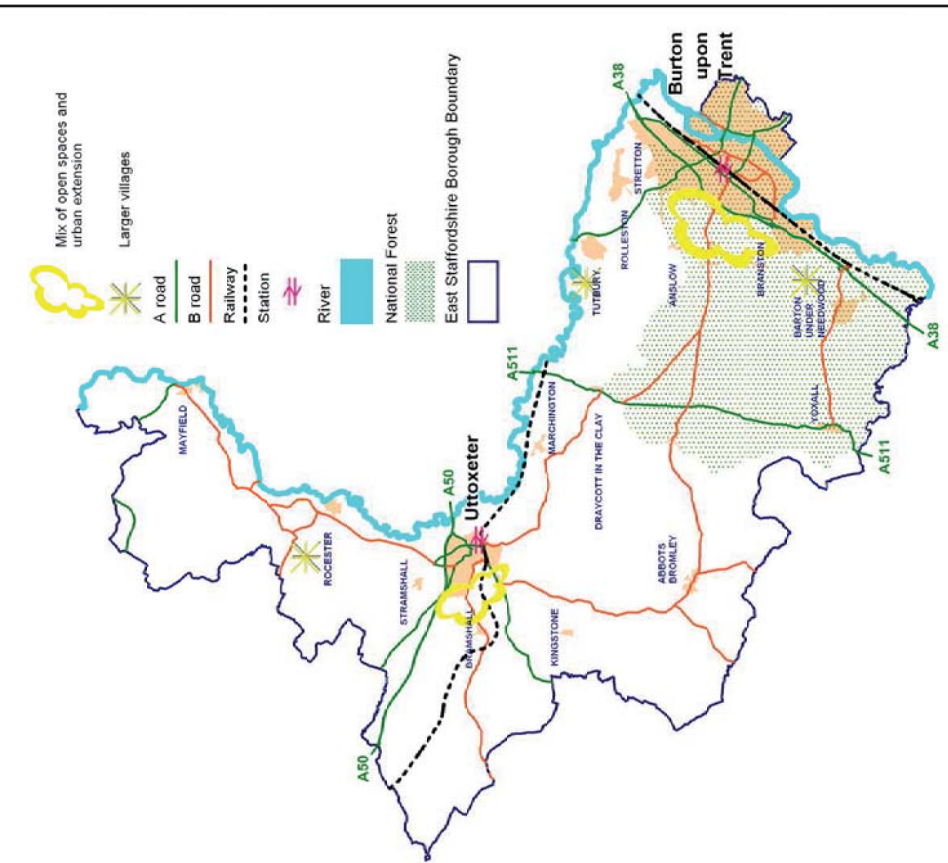 Mix of open spaces and
urban extension
Larger villages
A road
B road
Railway
Station
River
National Forest
East Staffordshire Borough Boundary
MAYFIELD
ROCESTER
STRAMSHALL
A50
Uttoxeter
BRAMSHALL
A50
KINGSTONE
A511
MARCHINGTON
DRAYCOTT IN THE CLAY
ABBOTS
BROMLEY
TUTBURY
ROLLESTON
STRETTON
A38
Burton
upon
Trent
ANSLOW
BRANSTON
BARTON
UNDER
NEEDWOOD
YOXALL
A511
A38